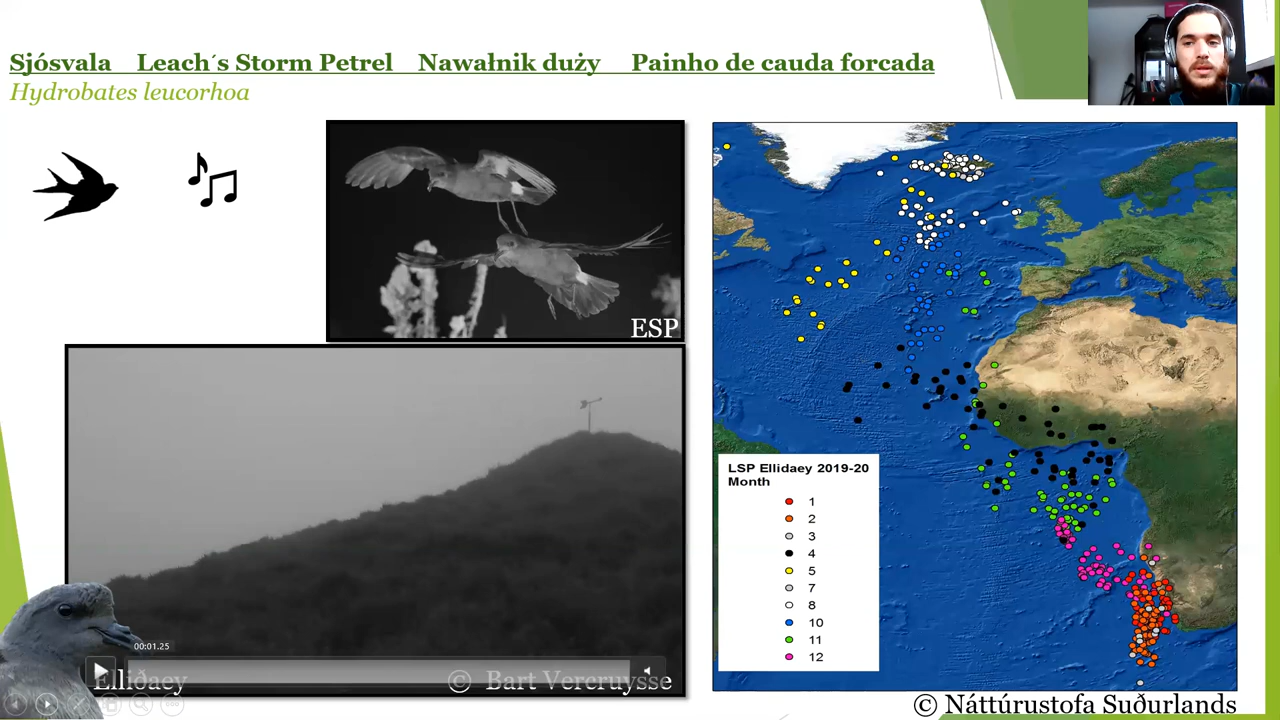 Sjósvala Leach´s Storm Petrel Nawałnik duży Painho de cauda forcada
Hydrobates leucorhoa
ESP
LSP Ellidaey 2019-20
Month
1
2
3
4
5
7
8
10
11
12
00:01.25
Elliðaey
© Bart Vercruysse
© Náttúrustofa Suðurlands